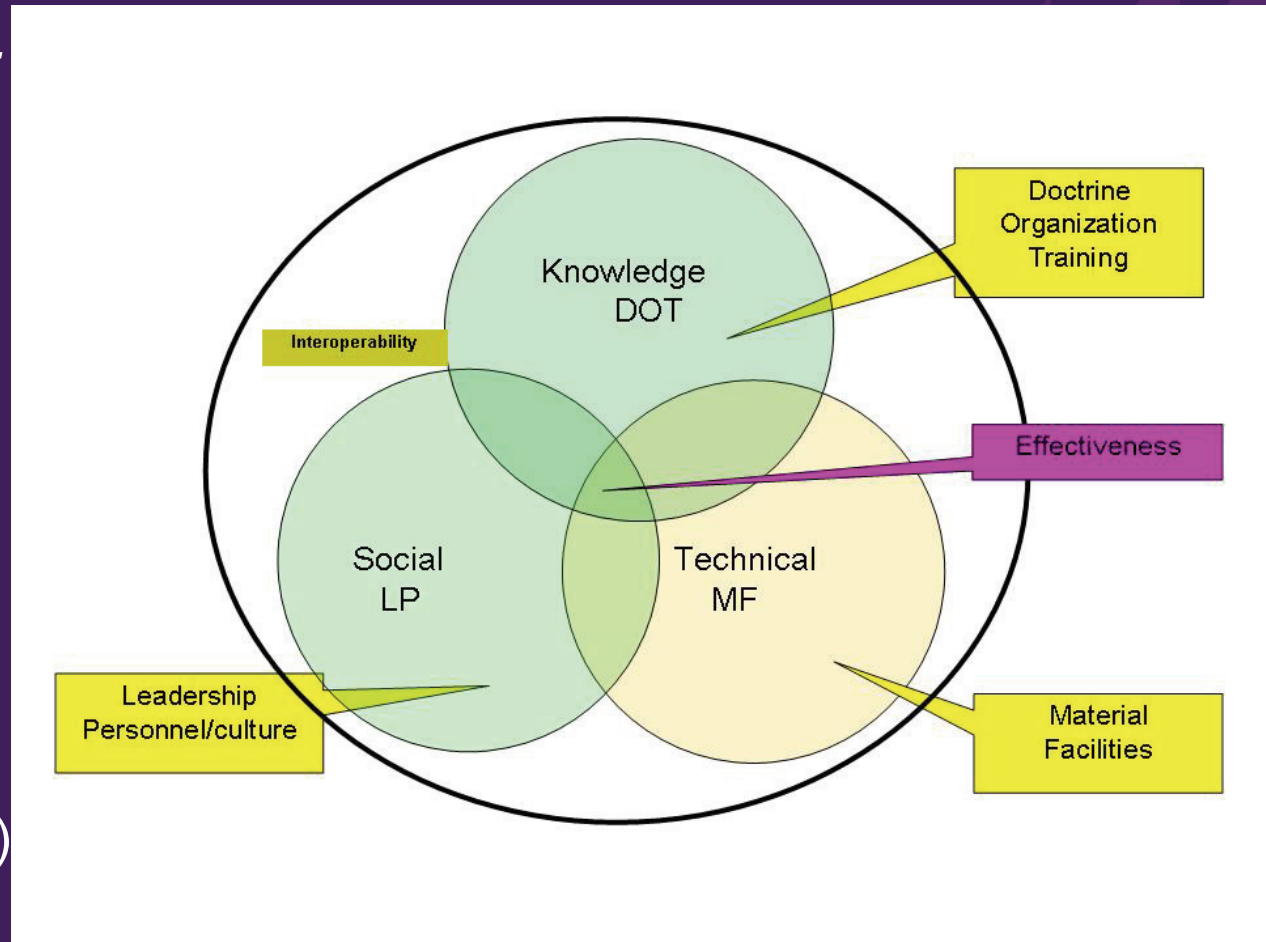 Doctrine
Organization
Training
Knowledge
DOT
Interoperability
Effectiveness
Social
LP
Technical
MF
Leadership
Personnel/culture
Material
Facilities
)